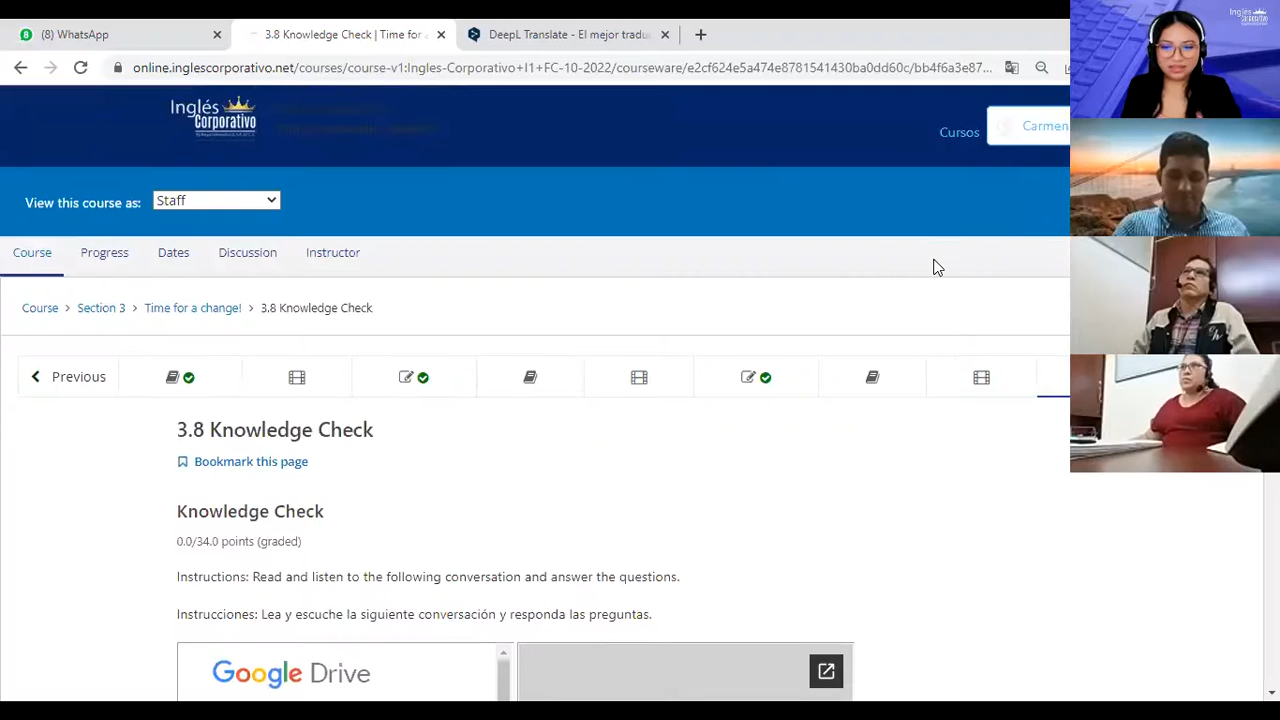 (8) WhatsApp
3.8 Knowledge Check | Time for a
DeepL Translate - El mejor tradu
online.inglescorporativo.net/courses/course-v1:Ingles-Corporativo+I1+FC-10-2022/courseware/e2cf624e5a474e8781541430ba0dd60c/bb4f6a3e87...
Inglés
Corporativo
Cursos
Carmen
View this course as:
Staff
Course
Progress
Dates
Discussion
Instructor
Course > Section 3 > Time for a change! > 3.8 Knowledge Check
Previous
3.8 Knowledge Check
Bookmark this page
Knowledge Check
0.0/34.0 points (graded)
Instructions: Read and listen to the following conversation and answer the questions.
Instrucciones: Lea y escuche la siguiente conversación y responda las preguntas.
Google Drive
Inglés
Corporativo